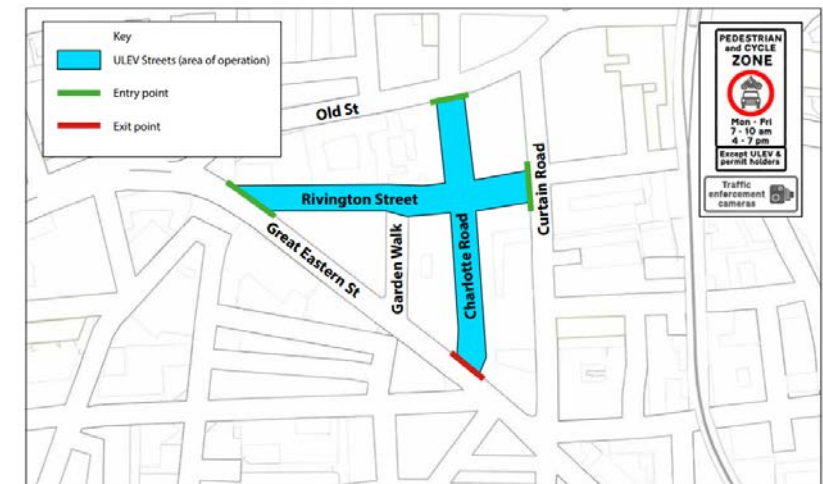 Key
ULEV Streets (area of operation)
Entry point
Exit point
Old St
Rivington Street
Great Eastern St
Garden Walk
Charlotte Road
Curtain Road
PEDESTRIAN
and CYCLE
ZONE
Mon - Fri
7 - 10 am
4 - 7 pm
Except ULEV &
permit holders
Traffic
enforcement
cameras